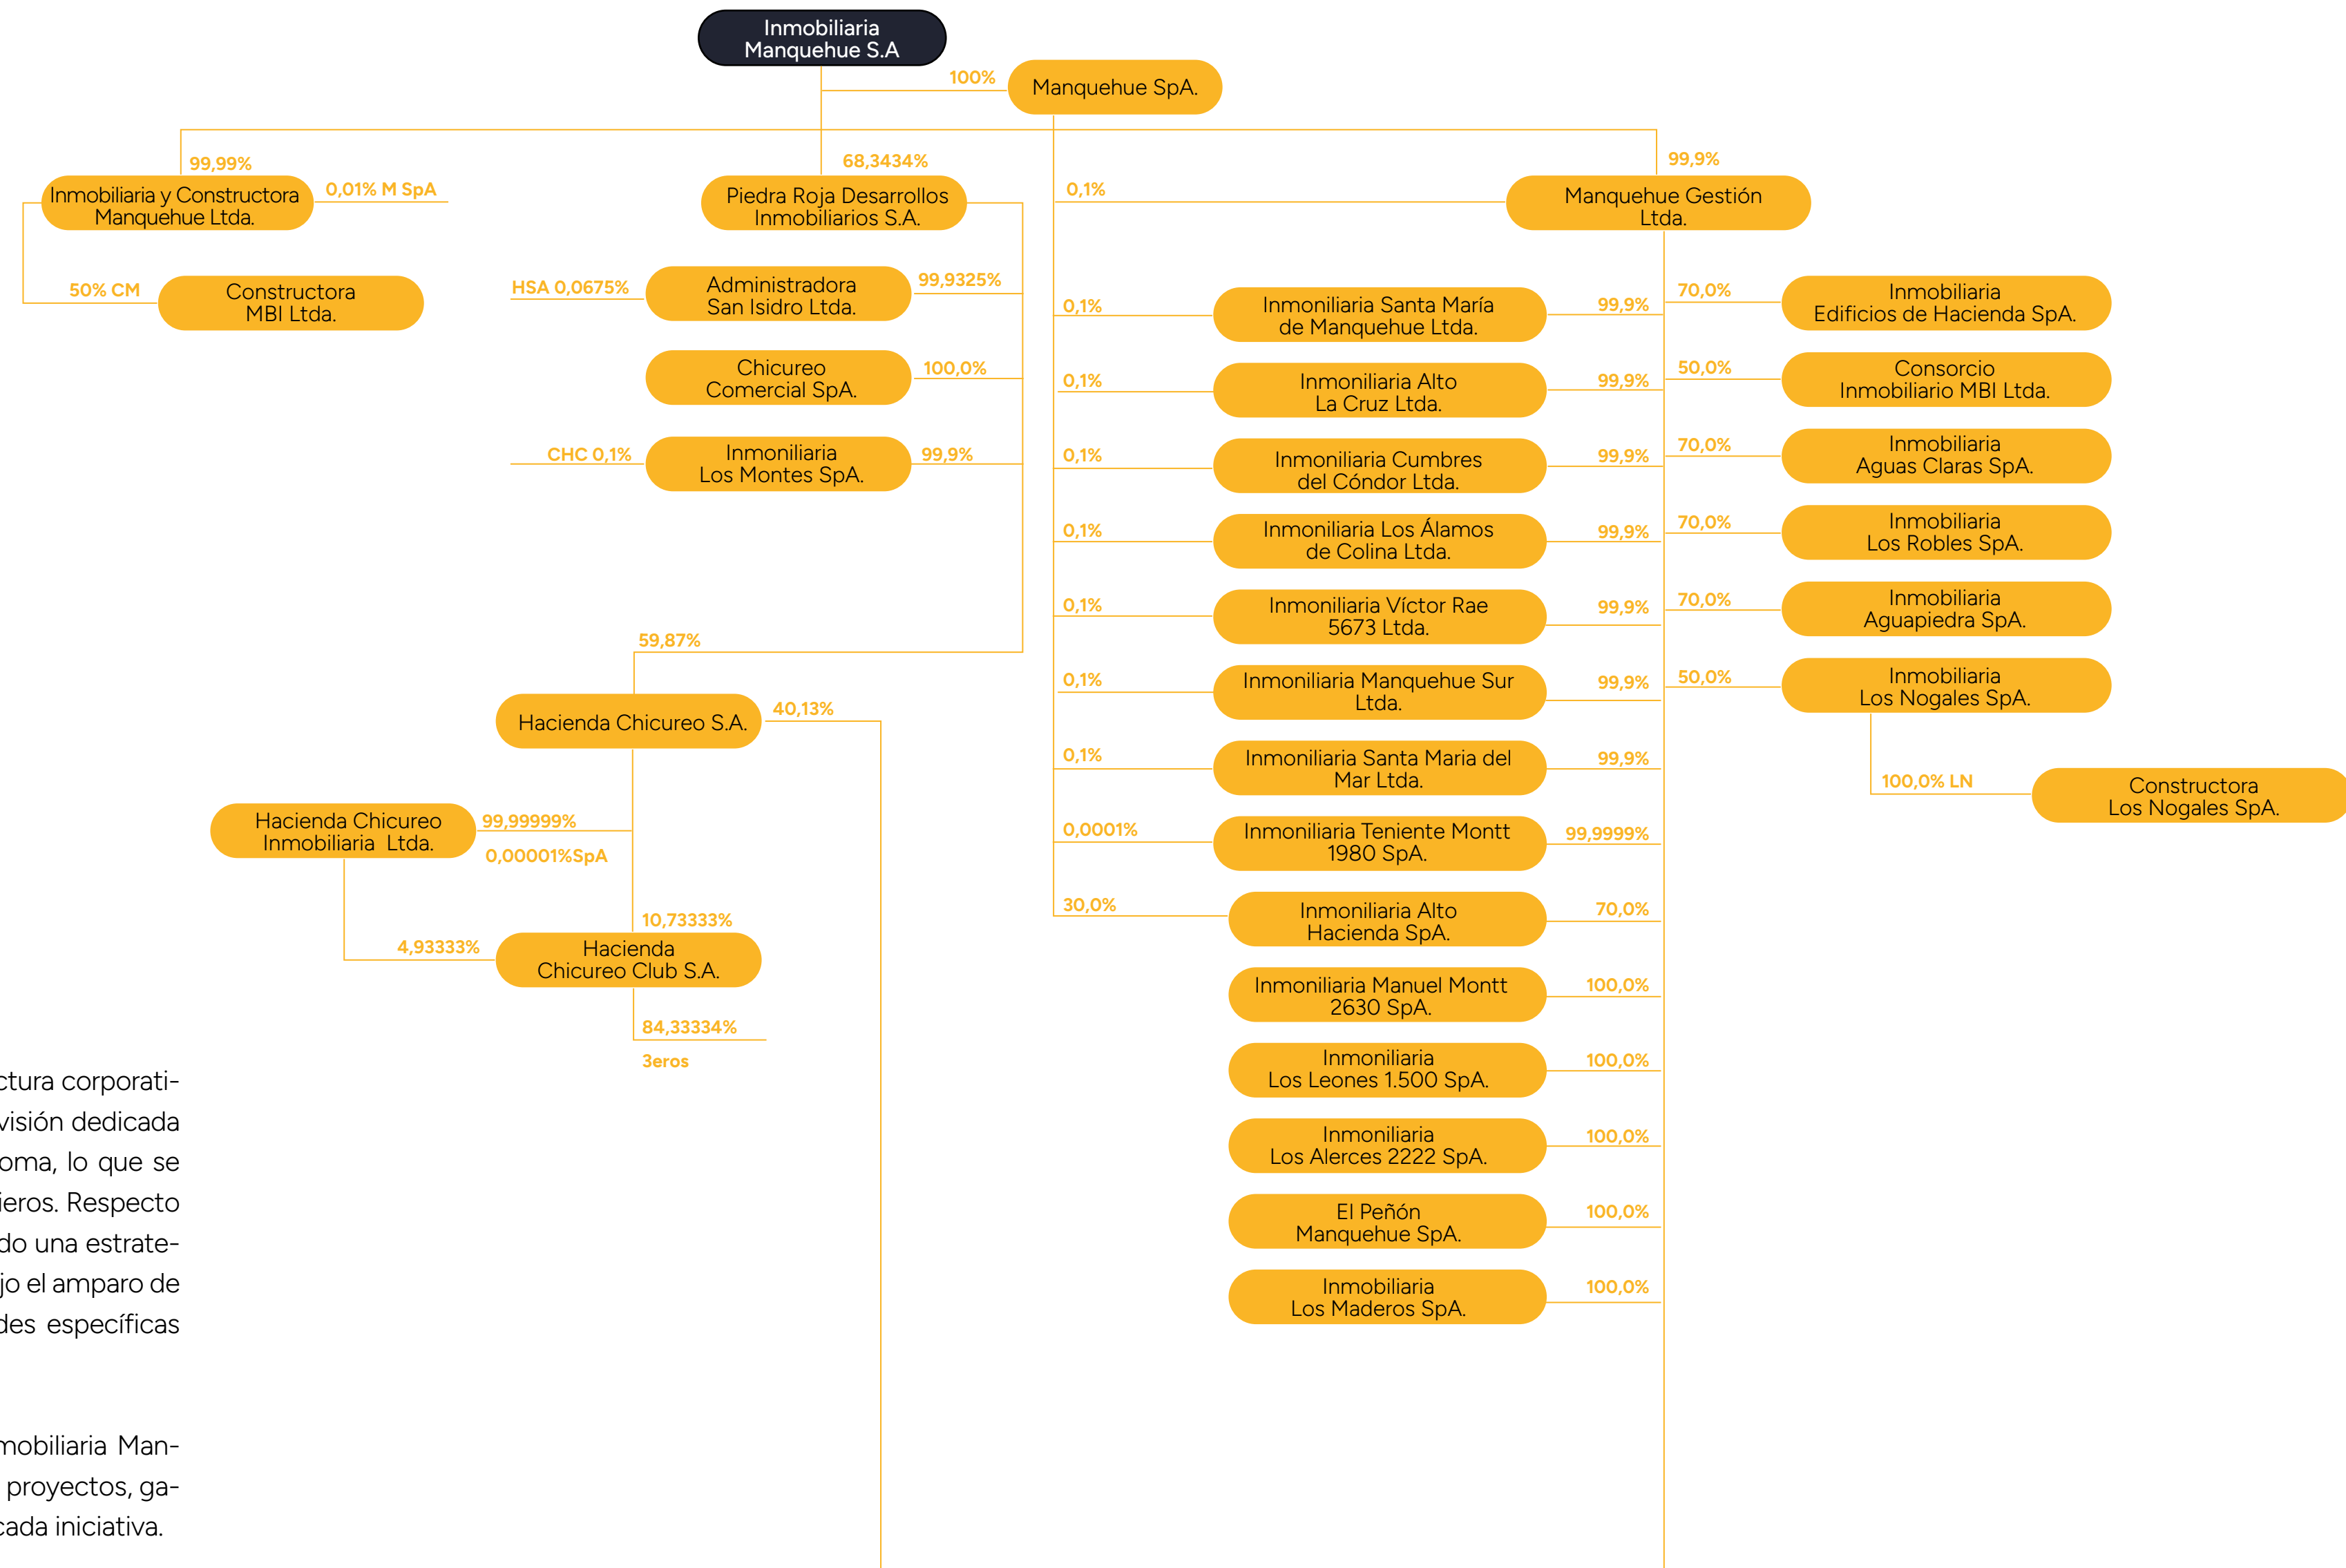 Inmobiliaria
Manquehue S.A
100%
Manquehue SpA.
99,99%
Inmobiliaria y Constructora
Manquehue Ltda.
0,01% M SpA
50% CM
Constructora
MBI Ltda.
68,3434%
Piedra Roja Desarrollos
Inmobiliarios S.A.
HSA 0,0675%
Administradora
San Isidro Ltda.
99,9325%
Chicureo
Comercial SpA.
100,0%
CHC 0,1%
Inmoniliaria
Los Montes SpA.
99,9%
59,87%
Hacienda Chicureo S.A.
40,13%
Hacienda Chicureo
Inmobiliaria Ltda.
99,99999%
0,00001%SpA
10,73333%
4,93333%
Hacienda
Chicureo Club S.A.
84,33334%
3eros
0,1%
99,9%
Manquehue Gestión
Ltda.
0,1%
Inmoniliaria Santa María
de Manquehue Ltda.
99,9%
0,1%
Inmoniliaria Alto
La Cruz Ltda.
99,9%
0,1%
Inmoniliaria Cumbres
del Cóndor Ltda.
99,9%
0,1%
Inmoniliaria Los Álamos
de Colina Ltda.
99,9%
0,1%
Inmoniliaria Víctor Rae
5673 Ltda.
99,9%
0,1%
Inmoniliaria Manquehue Sur
Ltda.
99,9%
0,1%
Inmoniliaria Santa Maria del
Mar Ltda.
99,9%
0,0001%
Inmoniliaria Teniente Montt
1980 SpA.
99,9999%
30,0%
Inmoniliaria Alto
Hacienda SpA.
70,0%
Inmoniliaria Manuel Montt
2630 SpA.
100,0%
Inmoniliaria
Los Leones 1.500 SpA.
100,0%
Inmoniliaria
Los Alerces 2222 SpA.
100,0%
El Peñón
Manquehue SpA.
100,0%
Inmobiliaria
Los Maderos SpA.
100,0%
70,0%
Inmobiliaria
Edificios de Hacienda SpA.
50,0%
Consorcio
Inmobiliario MBI Ltda.
70,0%
Inmobiliaria
Aguas Claras SpA.
70,0%
Inmobiliaria
Los Robles SpA.
70,0%
Inmobiliaria
Aguapiedra SpA.
50,0%
Inmobiliaria
Los Nogales SpA.
100,0% LN
Constructora
Los Nogales SpA.
ctura corporati-
visión dedicada
oma, lo que se
ieros. Respecto
do una estrate-
jo el amparo de
des específicas
mobiliaria Man-
proyectos, ga-
cada iniciativa.